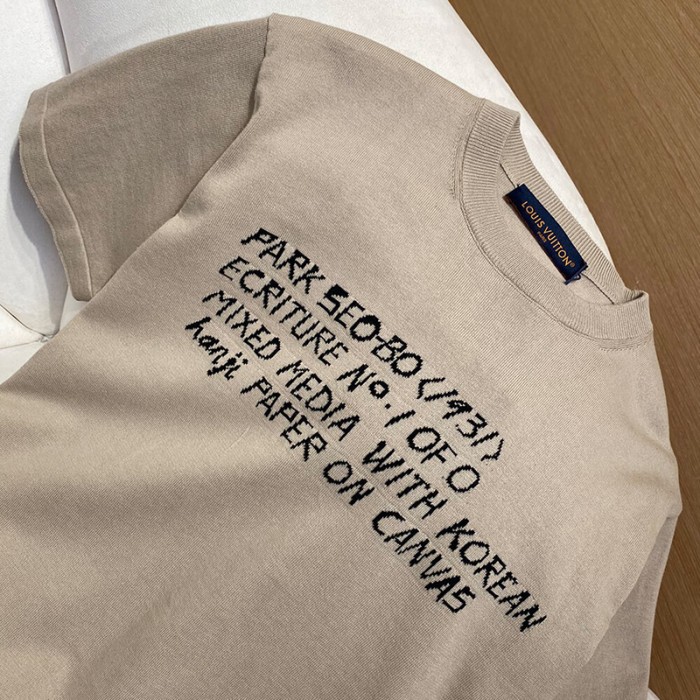 LOUIS VUITTON®
PARIS
PARK SEO-BO (1931)
ECRITURE No. 1 OF 0
MIXED MEDIA WITH KOREAN
hanji PAPER ON CANVAS